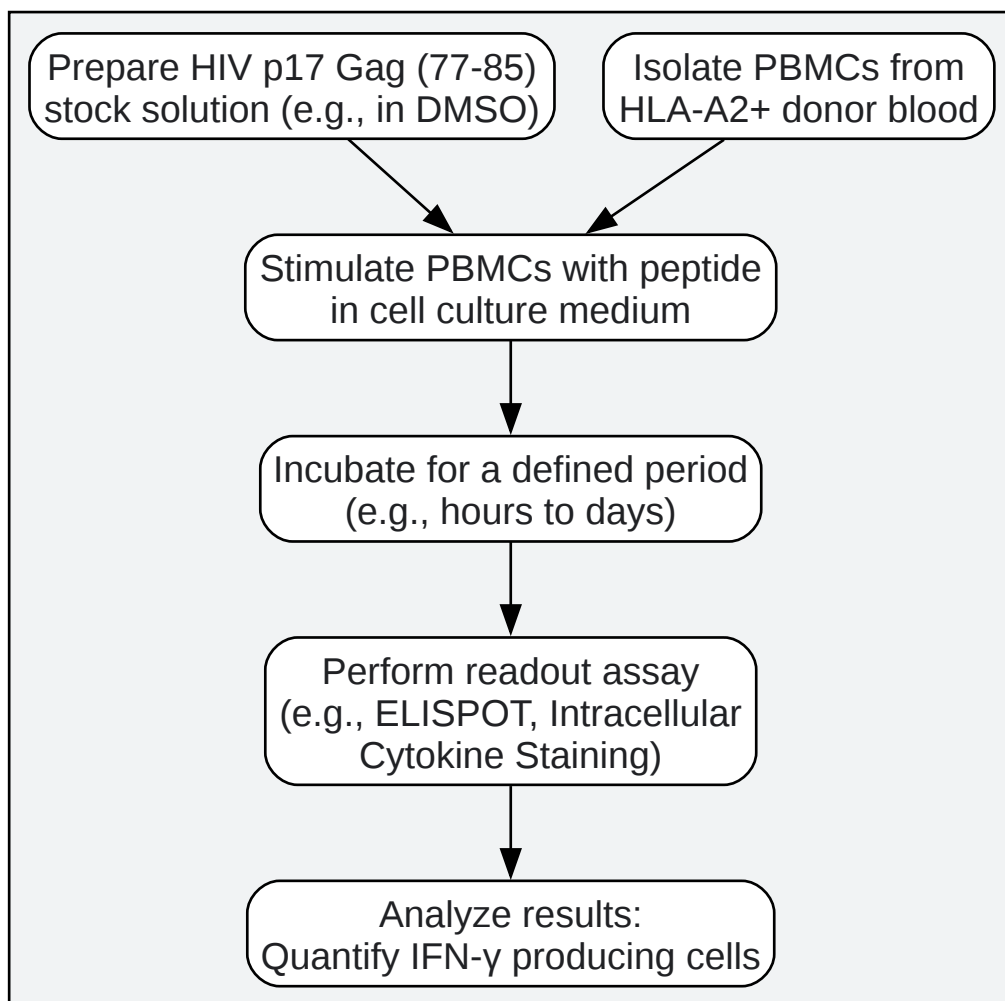 Prepare HIV p17 Gag (77-85)
stock solution (e.g., in DMSO)
Isolate PBMCs from
HLA-A2+ donor blood
Stimulate PBMCs with peptide
in cell culture medium
Incubate for a defined period
(e.g., hours to days)
Perform readout assay
(e.g., ELISPOT, Intracellular
Cytokine Staining)
Analyze results:
Quantify IFN-γ producing cells